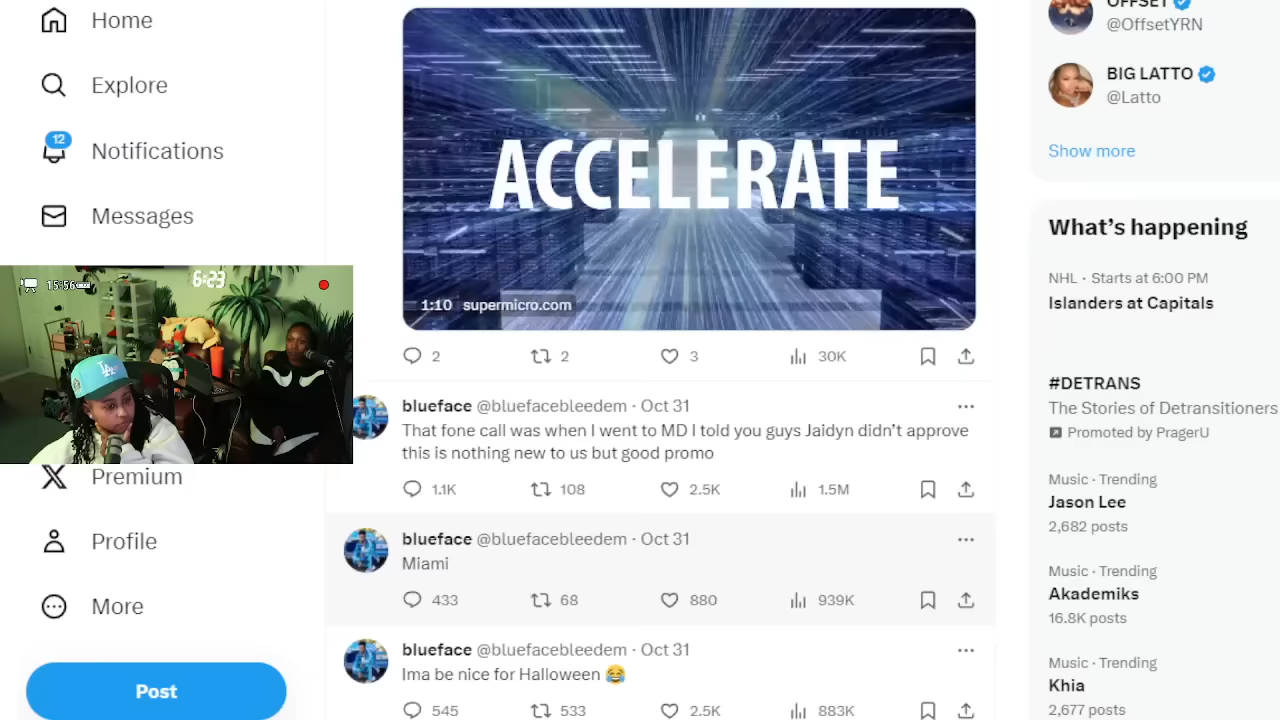 Home
Explore
12
Notifications
Messages
15:56
6:23
Premium
Profile
More
Post
ACCELERATE
1:10 supermicro.com
2 2 3 30K
blueface @bluefacebleedem · Oct 31
That fone call was when I went to MD I told you guys Jaidyn didn’t approve
this is nothing new to us but good promo
1.1K 108 2.5K 1.5M
blueface @bluefacebleedem · Oct 31
Miami
433 68 880 939K
blueface @bluefacebleedem · Oct 31
Ima be nice for Halloween 😂
545 533 2.5K 883K
OFFSET
@OffsetYRN
BIG LATTO
@Latto
Show more
What’s happening
NHL · Starts at 6:00 PM
Islanders at Capitals
#DETRANS
The Stories of Detransitioners
Promoted by PragerU
Music · Trending
Jason Lee
2,682 posts
Music · Trending
Akademiks
16.8K posts
Music · Trending
Khia
2,677 posts